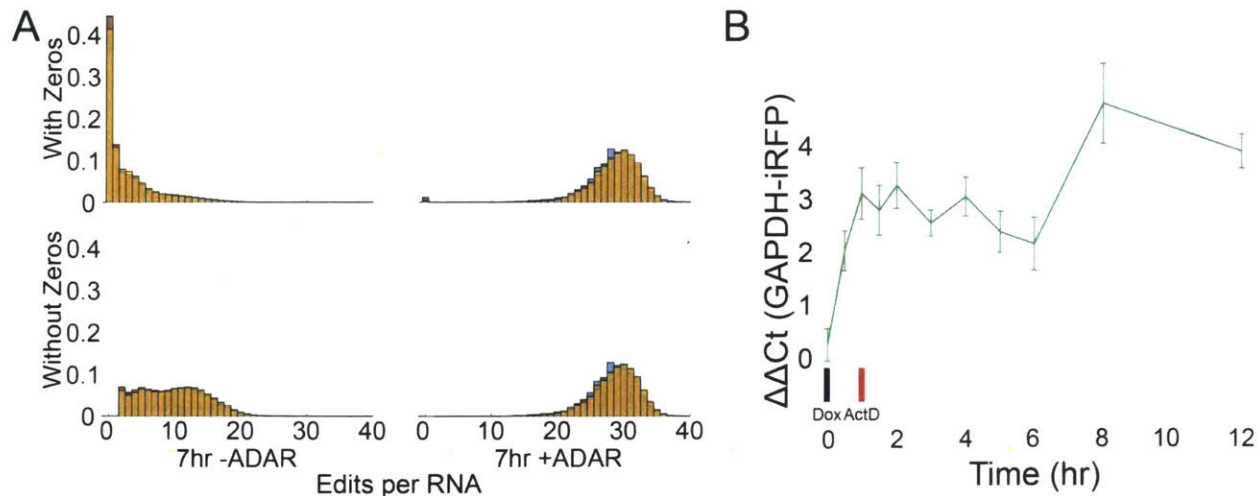 A
With Zeros
0.4
0.3
0.2
0.1
0
Without Zeros
0.4
0.3
0.2
0.1
0
0 10 20 30 40
0 10 20 30 40
7hr -ADAR
7hr +ADAR
Edits per RNA
B
ΔΔCt (GAPDH-iRFP)
4
3
2
1
0
Dox ActD
0 2 4 6 8 10 12
Time (hr)